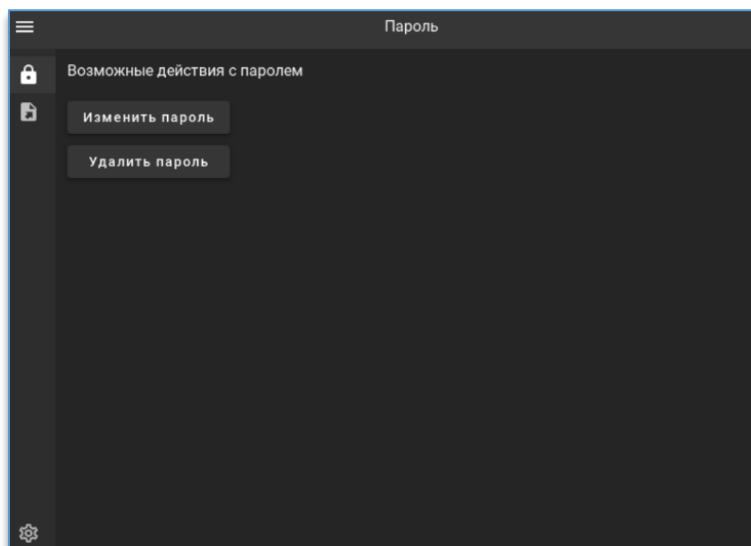 Пароль
Возможные действия с паролем
Изменить пароль
Удалить пароль